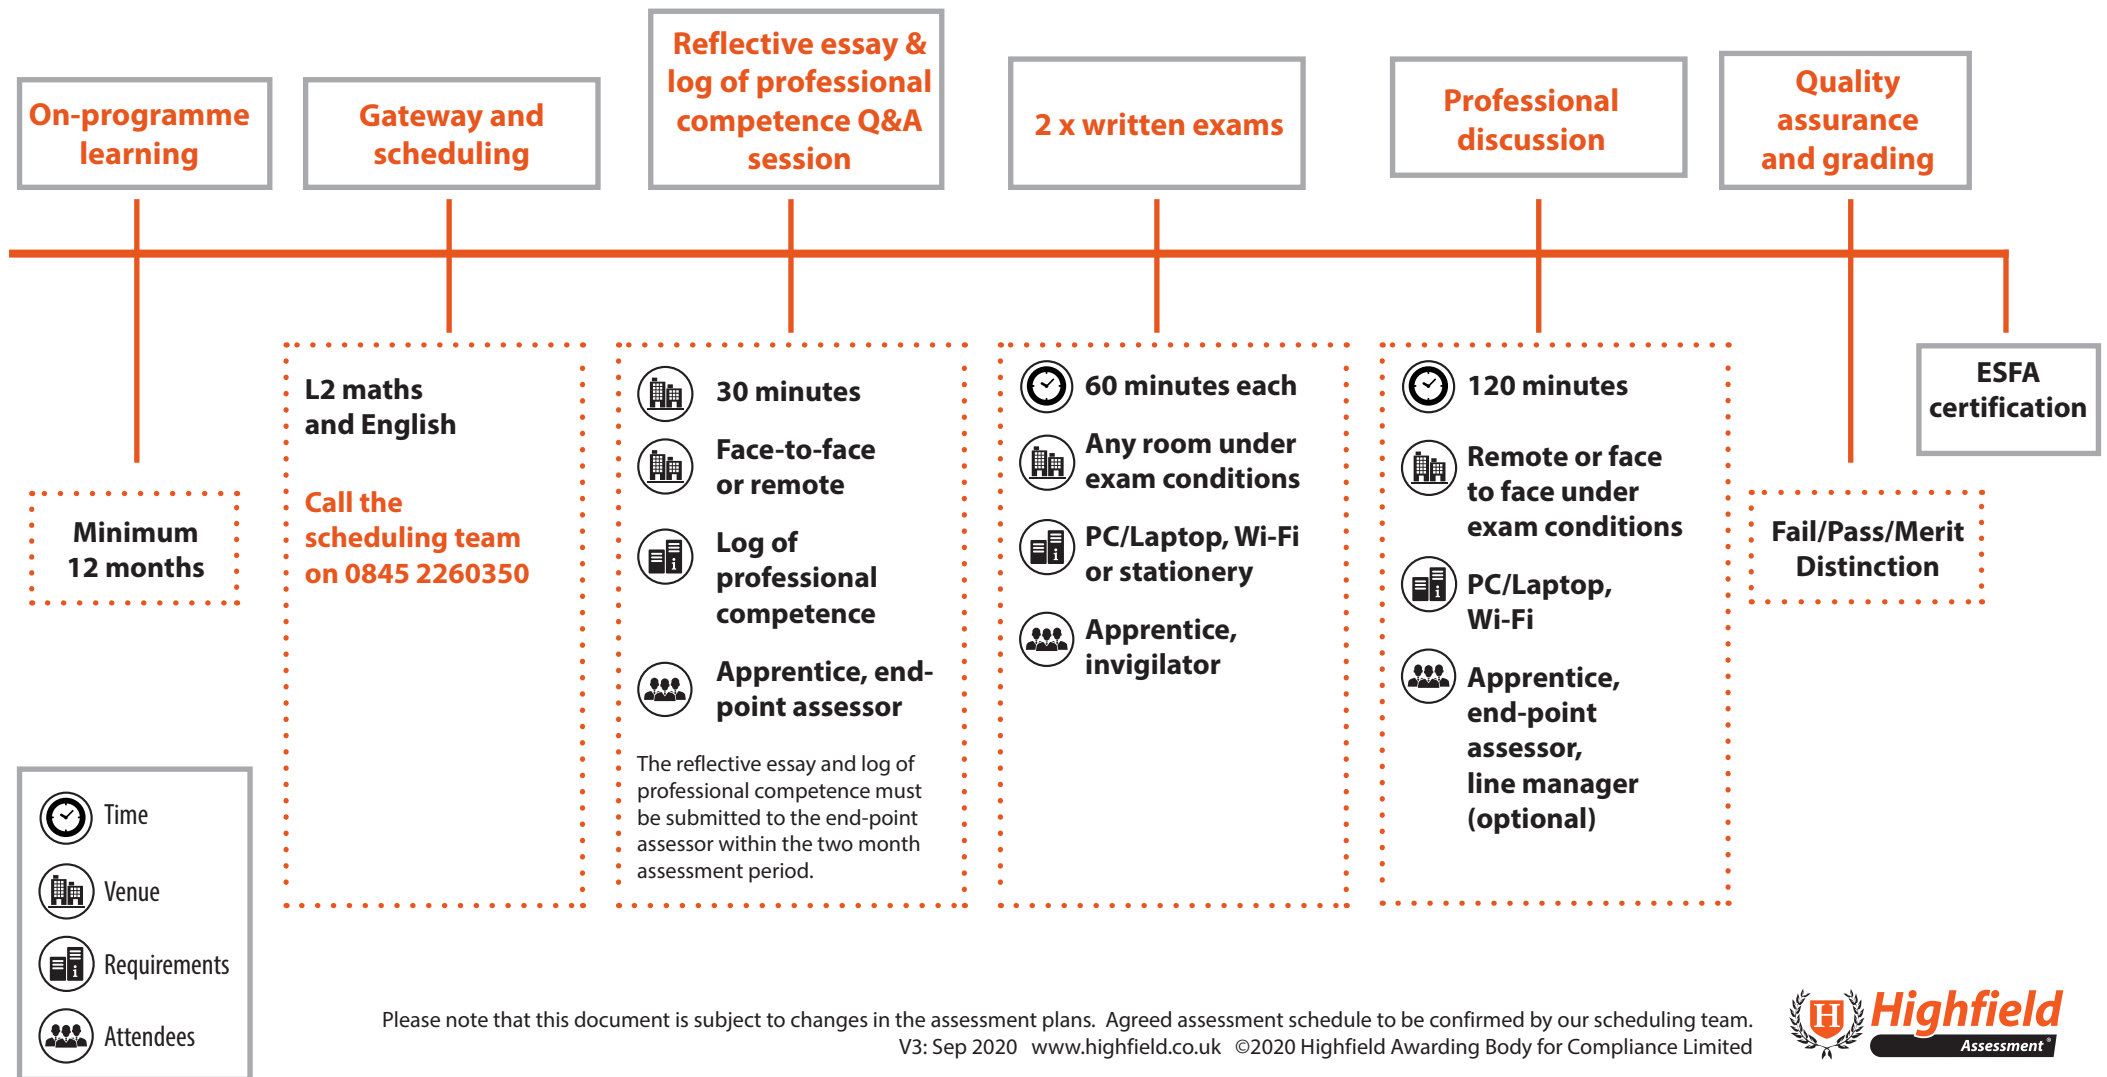 On-programme
learning
Gateway and
scheduling
Reflective essay &
log of professional
competence Q&A
session
2 x written exams
Professional
discussion
Quality
assurance
and grading
Minimum
12 months
L2 maths
and English
Call the
scheduling team
on 0845 2260350
30 minutes
Face-to-face
or remote
Log of
professional
competence
Apprentice, end-
point assessor
The reflective essay and log of
professional competence must
be submitted to the end-point
assessor within the two month
assessment period.
60 minutes each
Any room under
exam conditions
PC/Laptop, Wi-Fi
or stationery
Apprentice,
invigilator
120 minutes
Remote or face
to face under
exam conditions
PC/Laptop,
Wi-Fi
Apprentice,
end-point
assessor,
line manager
(optional)
Fail/Pass/Merit
Distinction
ESFA
certification
Time
Venue
Requirements
Attendees
Please note that this document is subject to changes in the assessment plans. Agreed assessment schedule to be confirmed by our scheduling team.
V3: Sep 2020 www.highfield.co.uk ©2020 Highfield Awarding Body for Compliance Limited
H
Highfield
Assessment®